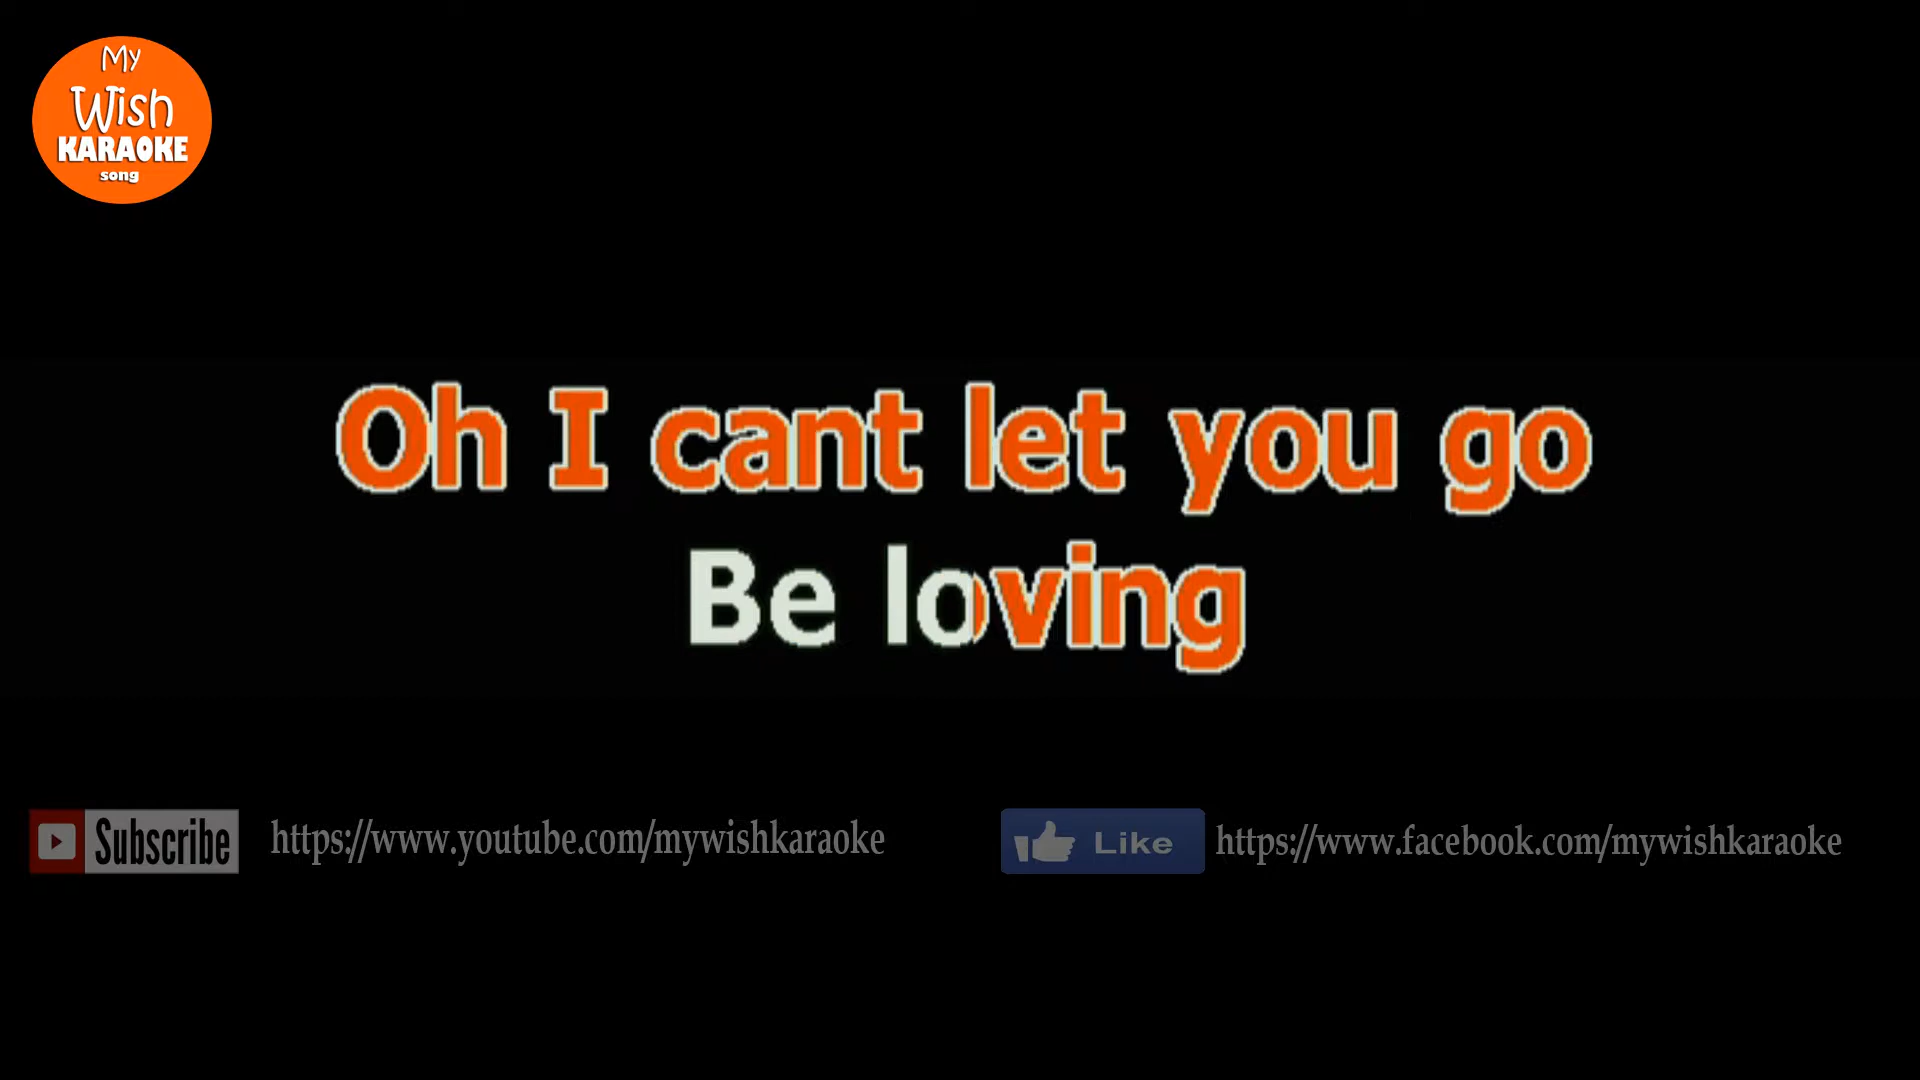 My
Wish
KARAOKE
song
Oh I cant let you go
Be loving
Subscribe https://www.youtube.com/mywishkaraoke
Like https://www.facebook.com/mywishkaraoke